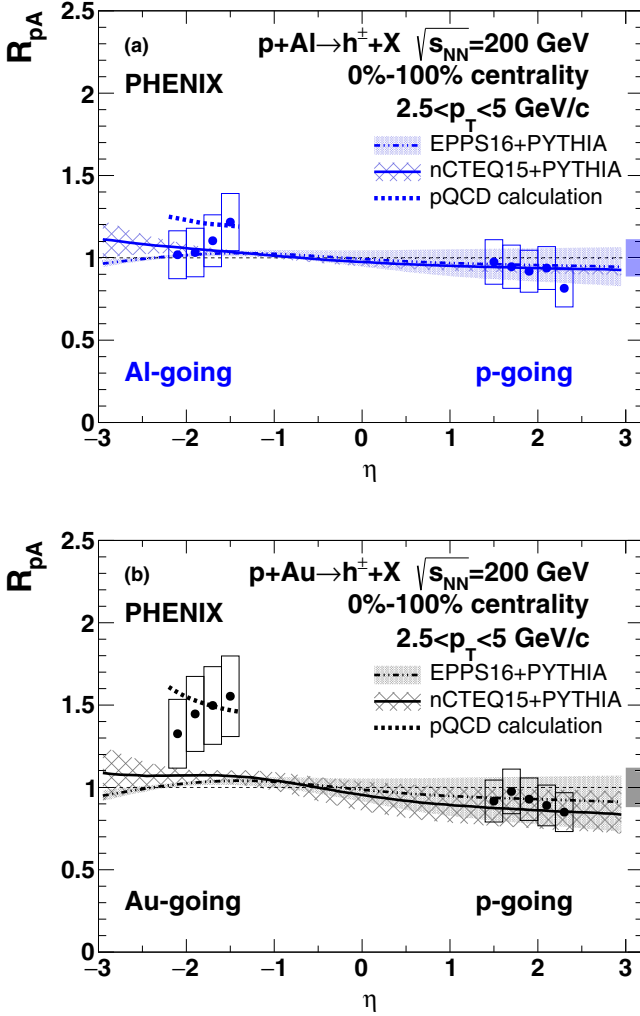 R_pA
2.5
2
1.5
1
0.5
0
(a)
p+Al→h±+X √s_NN=200 GeV
PHENIX
0%-100% centrality
2.5<p_T<5 GeV/c
EPPS16+PYTHIA
nCTEQ15+PYTHIA
pQCD calculation
Al-going
p-going
−3 −2 −1 0 1 2 3
η
R_pA
2.5
2
1.5
1
0.5
0
(b)
p+Au→h±+X √s_NN=200 GeV
PHENIX
0%-100% centrality
2.5<p_T<5 GeV/c
EPPS16+PYTHIA
nCTEQ15+PYTHIA
pQCD calculation
Au-going
p-going
−3 −2 −1 0 1 2 3
η